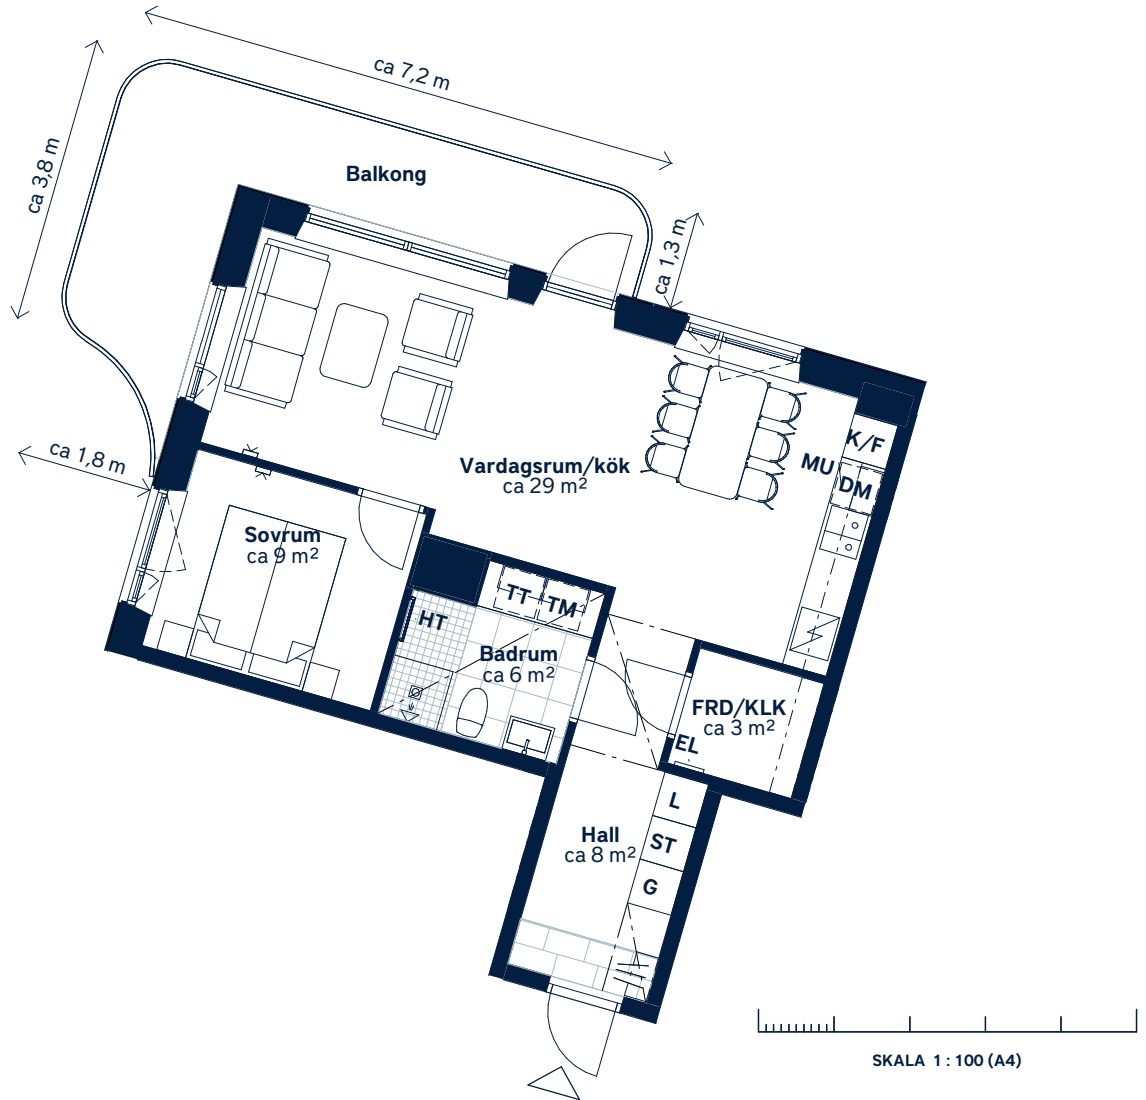 ca 7,2 m
ca 3,8 m
Balkong
ca 1,3 m
ca 1,8 m
Vardagsrum/kök
ca 29 m²
MU
K/F
DM
Sovrum
ca 9 m²
TT
TM
HT
Badrum
ca 6 m²
FRD/KLK
ca 3 m²
EL
L
Hall
ca 8 m²
ST
G
SKALA 1 : 100 (A4)